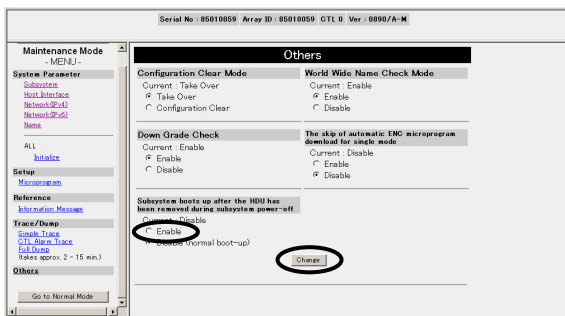 Serial No : 85010059 Array ID : 85010059 CTL 0 Ver : 0890/A-M
Maintenance Mode
- MENU -
System Parameter
Subsystem
Host Interface
Network(IPv4)
Network(IPv6)
Name
ALL
Initialize
Setup
Microprogram
Reference
Information Message
Trace/Dump
Simple Trace
CTL Alarm Trace
Full Dump
(takes approx. 2 - 15 min.)
Others
Go to Normal Mode
Others
Configuration Clear Mode
Current : Take Over
Take Over
Configuration Clear
World Wide Name Check Mode
Current : Enable
Enable
Disable
Down Grade Check
Current : Enable
Enable
Disable
The skip of automatic ENC microprogram
download for single mode
Current : Disable
Enable
Disable
Subsystem boots up after the HDU has
been removed during subsystem power-off
Current : Disable
Enable
Disable (normal boot-up)
Change